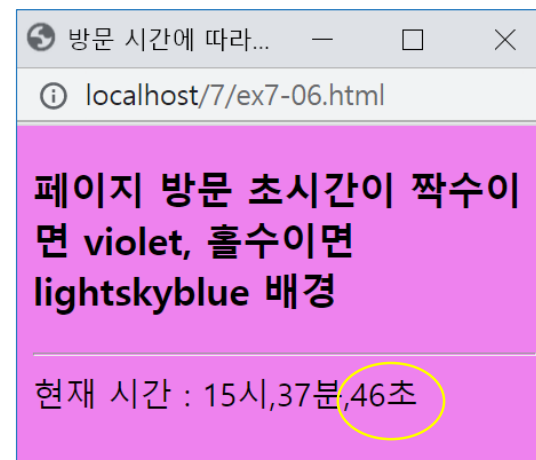 방문 시간에 따라...
localhost/7/ex7-06.html
페이지 방문 초시간이 짝수이
면 violet, 홀수이면
lightskyblue 배경
현재 시간 : 15시,37분,46초